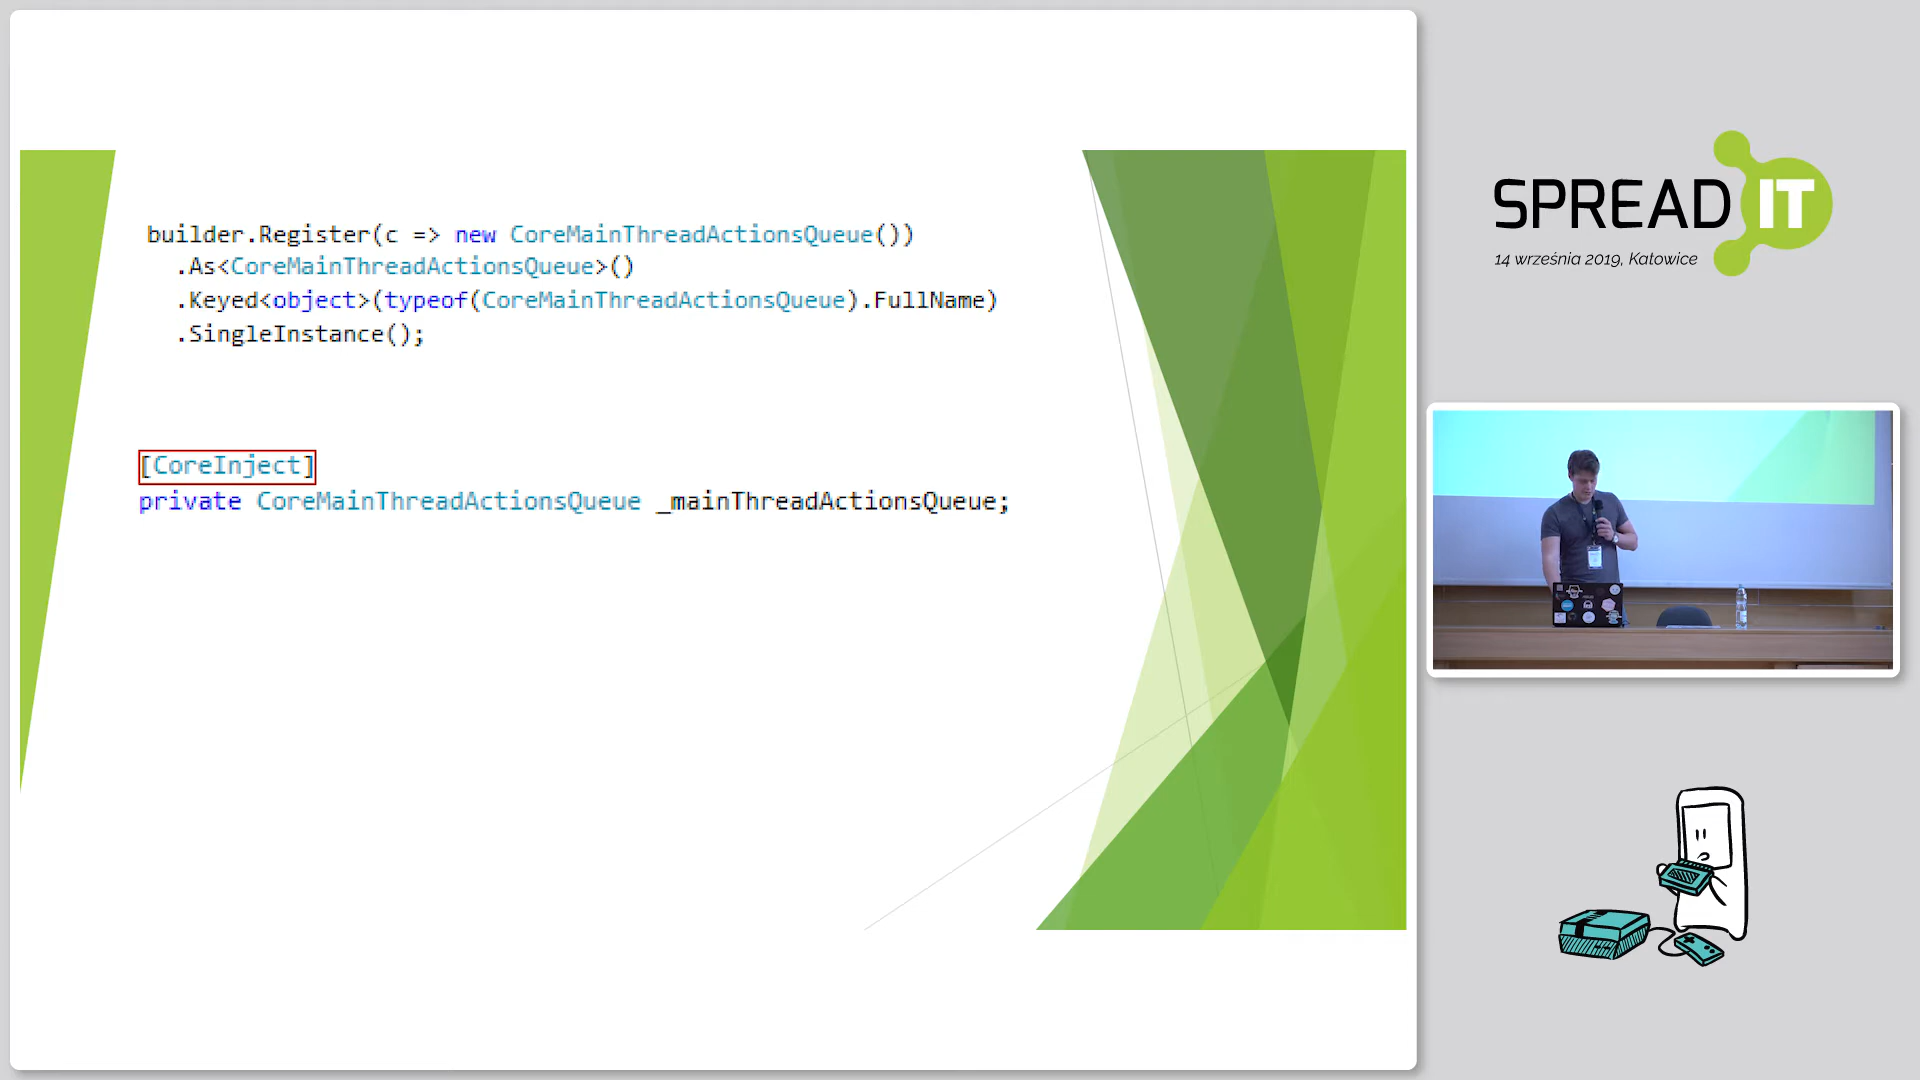 builder.Register(c => new CoreMainThreadActionsQueue())
.As<CoreMainThreadActionsQueue>()
.Keyed<object>(typeof(CoreMainThreadActionsQueue).FullName)
.SingleInstance();
[CoreInject]
private CoreMainThreadActionsQueue _mainThreadActionsQueue;
SPREAD IT
14 września 2019, Katowice